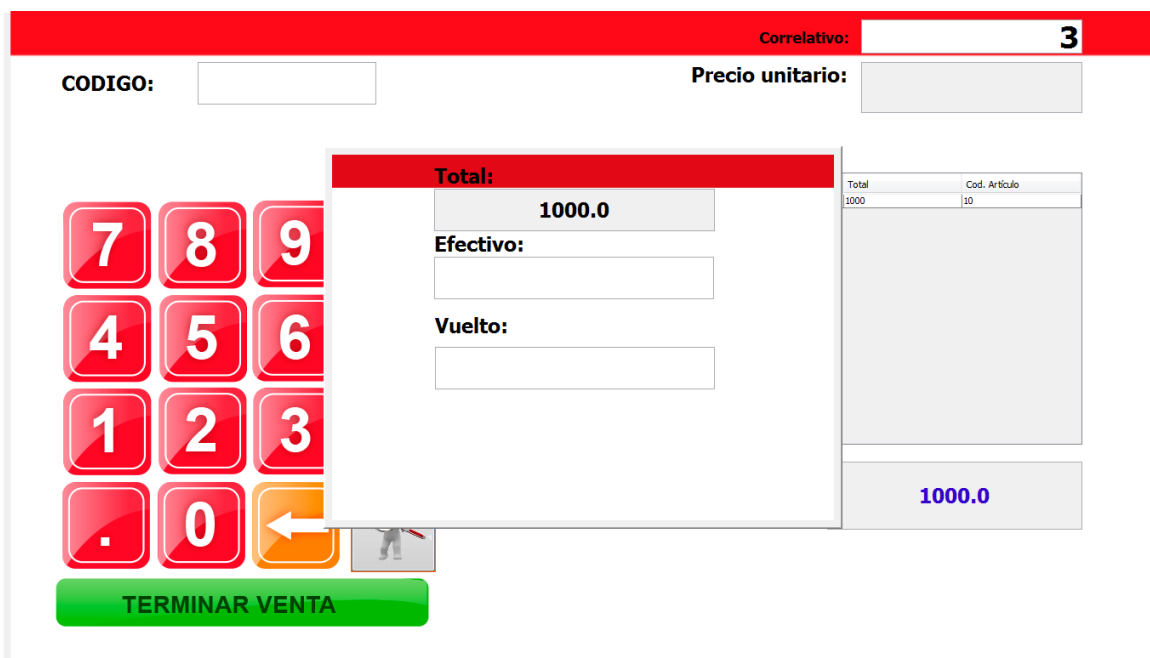 Correlativo: 3
CODIGO:
Precio unitario:
Total:
1000.0
Efectivo:
Vuelto:
Total Cod. Artículo
1000 10
7 8 9
4 5 6
1 2 3
. 0
1000.0
TERMINAR VENTA